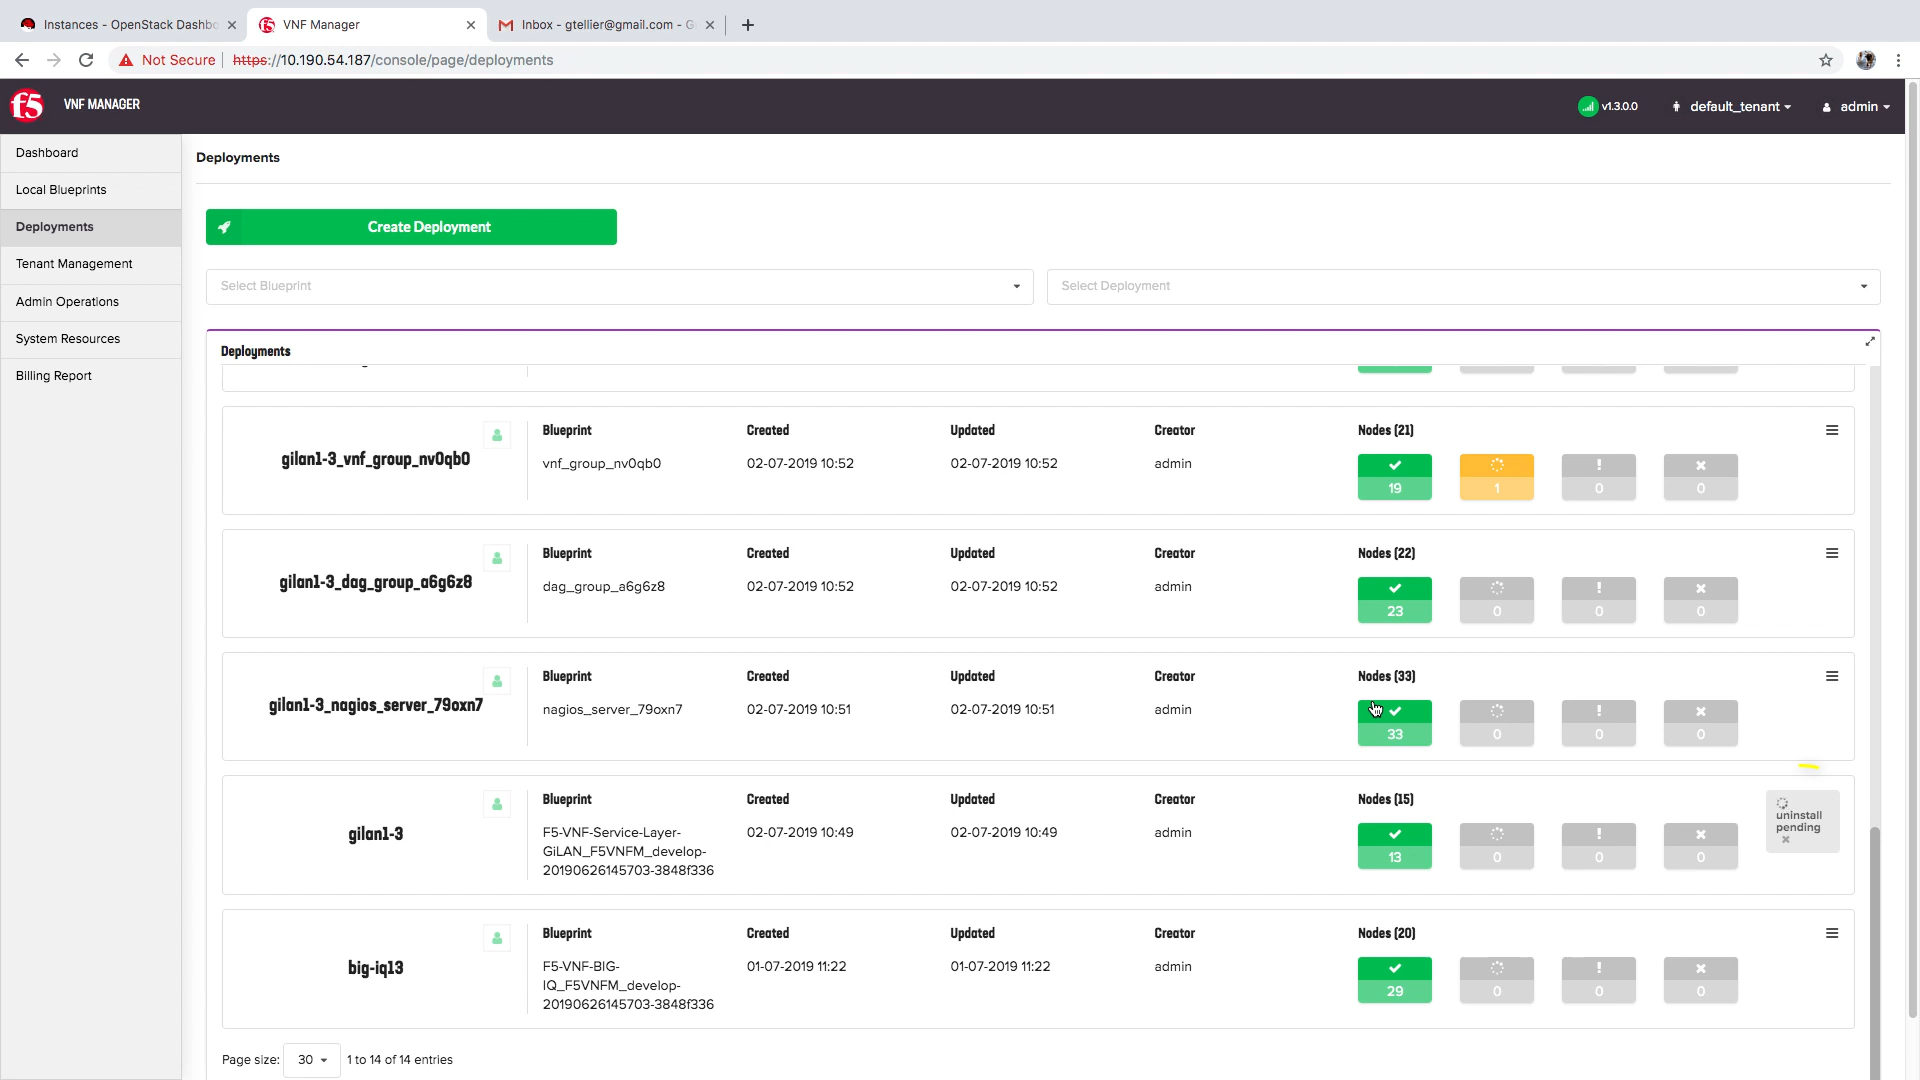 Instances - OpenStack Dashbo
VNF Manager
Inbox - gtellier@gmail.com - G
Not Secure
https://10.190.54.187/console/page/deployments
f5
VNF MANAGER
v1.3.0.0
default_tenant
admin
Dashboard
Local Blueprints
Deployments
Tenant Management
Admin Operations
System Resources
Billing Report
Deployments
Create Deployment
Select Blueprint
Select Deployment
Deployments
gilan1-3_vnf_group_nv0qb0
Blueprint
Created
Updated
Creator
Nodes (21)
vnf_group_nv0qb0
02-07-2019 10:52
02-07-2019 10:52
admin
19
1
0
0
gilan1-3_dag_group_a6g6z8
Blueprint
Created
Updated
Creator
Nodes (22)
dag_group_a6g6z8
02-07-2019 10:52
02-07-2019 10:52
admin
23
0
0
0
gilan1-3_nagios_server_79oxn7
Blueprint
Created
Updated
Creator
Nodes (33)
nagios_server_79oxn7
02-07-2019 10:51
02-07-2019 10:51
admin
33
0
0
0
gilan1-3
Blueprint
Created
Updated
Creator
Nodes (15)
F5-VNF-Service-Layer-
GiLAN_F5VNFM_develop-
20190626145703-3848f336
02-07-2019 10:49
02-07-2019 10:49
admin
13
0
0
0
uninstall
pending
big-iq13
Blueprint
Created
Updated
Creator
Nodes (20)
F5-VNF-BIG-
IQ_F5VNFM_develop-
20190626145703-3848f336
01-07-2019 11:22
01-07-2019 11:22
admin
29
0
0
0
Page size:
30
1 to 14 of 14 entries